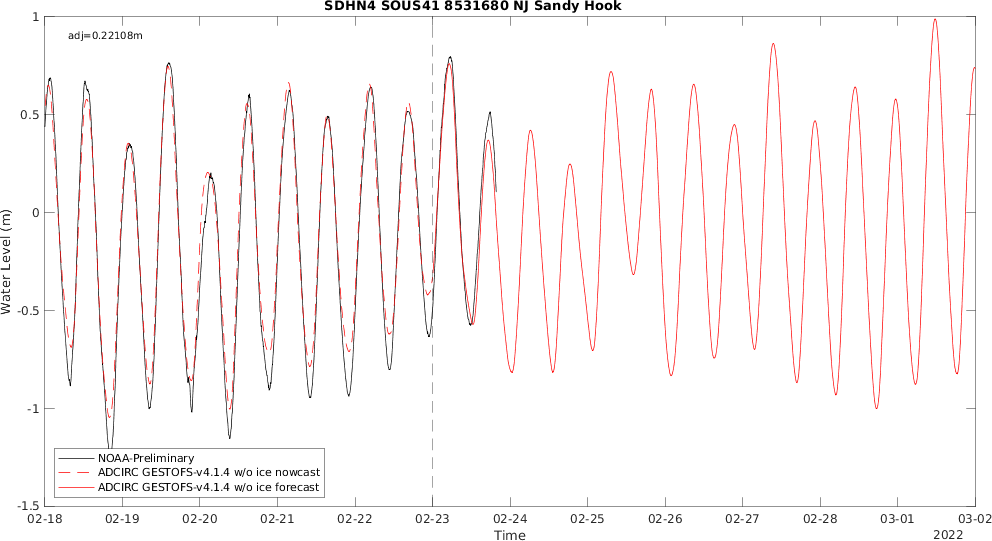 SDHN4 SOUS41 8531680 NJ Sandy Hook
adj=0.22108m
1
0.5
0
-0.5
-1
-1.5
Water Level (m)
NOAA-Preliminary
ADCIRC GESTOFS-v4.1.4 w/o ice nowcast
ADCIRC GESTOFS-v4.1.4 w/o ice forecast
02-18 02-19 02-20 02-21 02-22 02-23 02-24 02-25 02-26 02-27 02-28 03-01 03-02
Time
2022